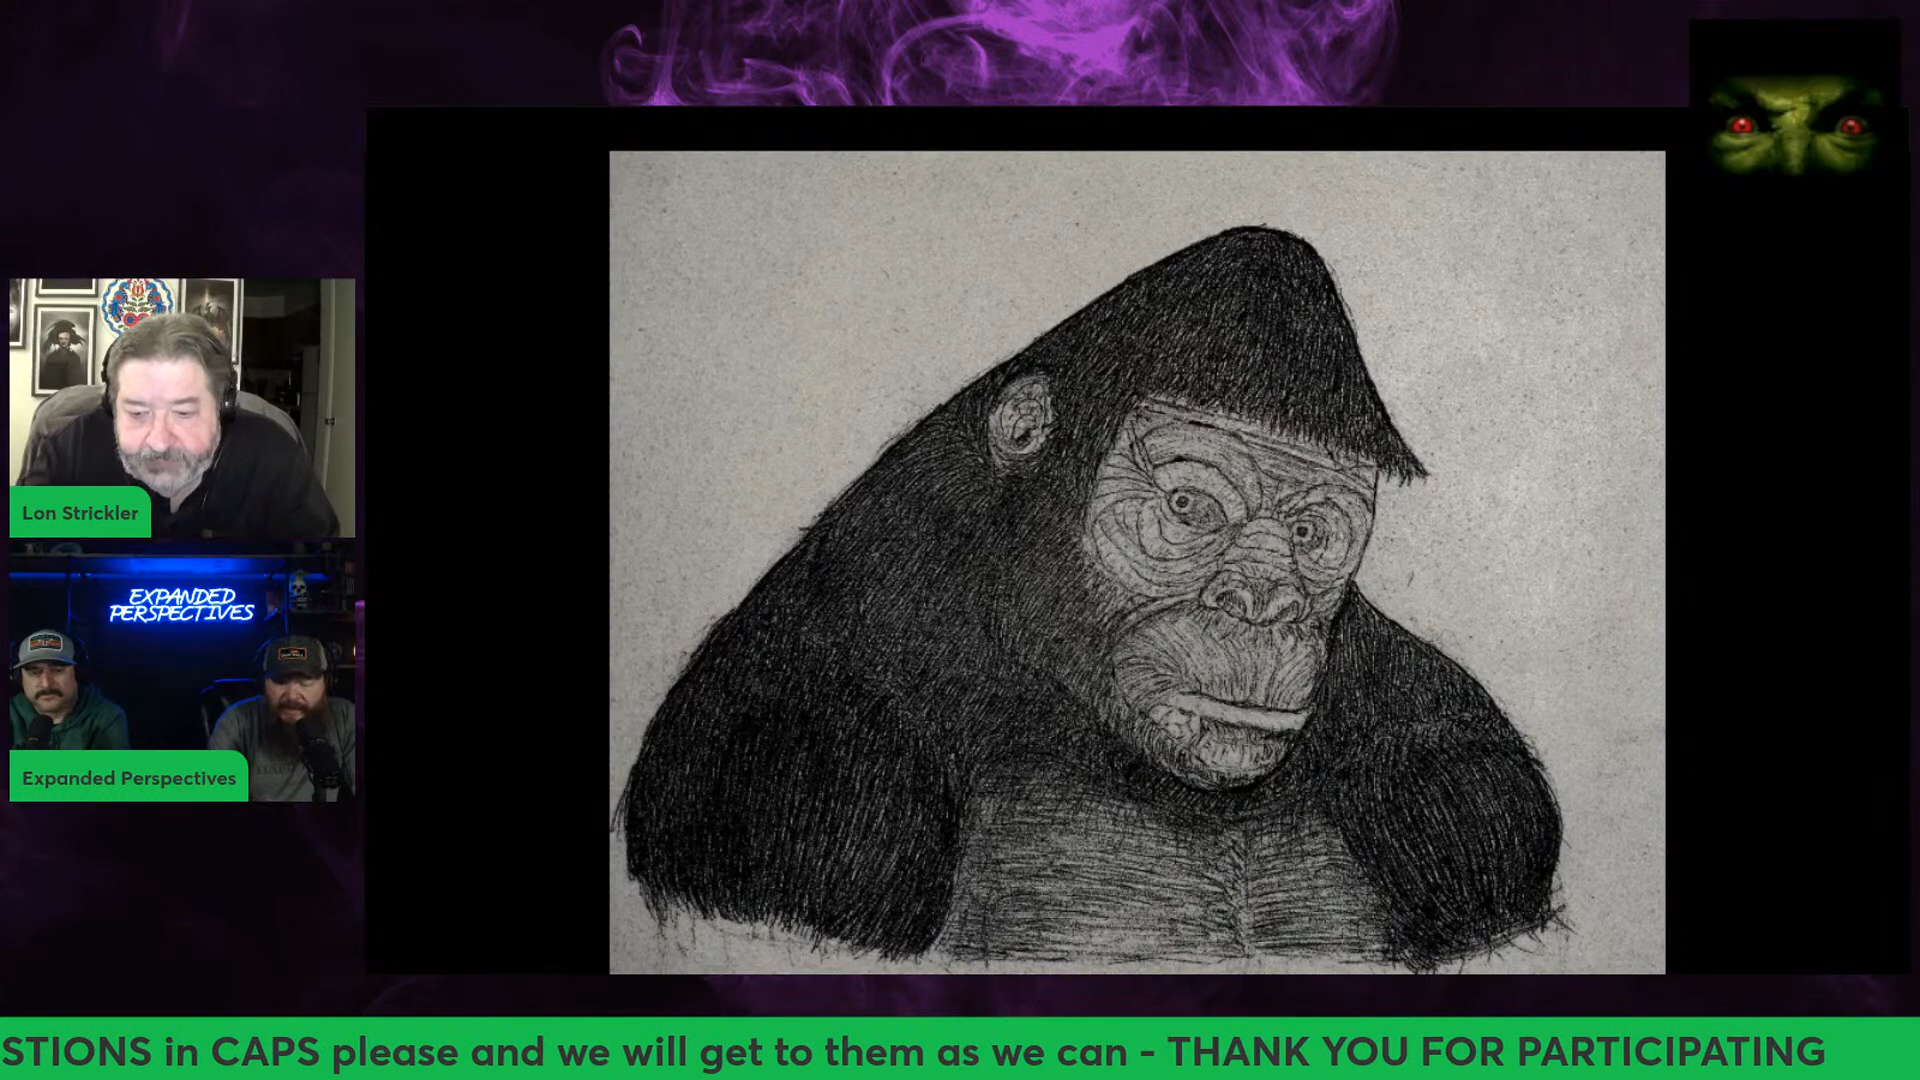 Lon Strickler
EXPANDED
PERSPECTIVES
Expanded Perspectives
STIONS in CAPS please and we will get to them as we can - THANK YOU FOR PARTICIPATING